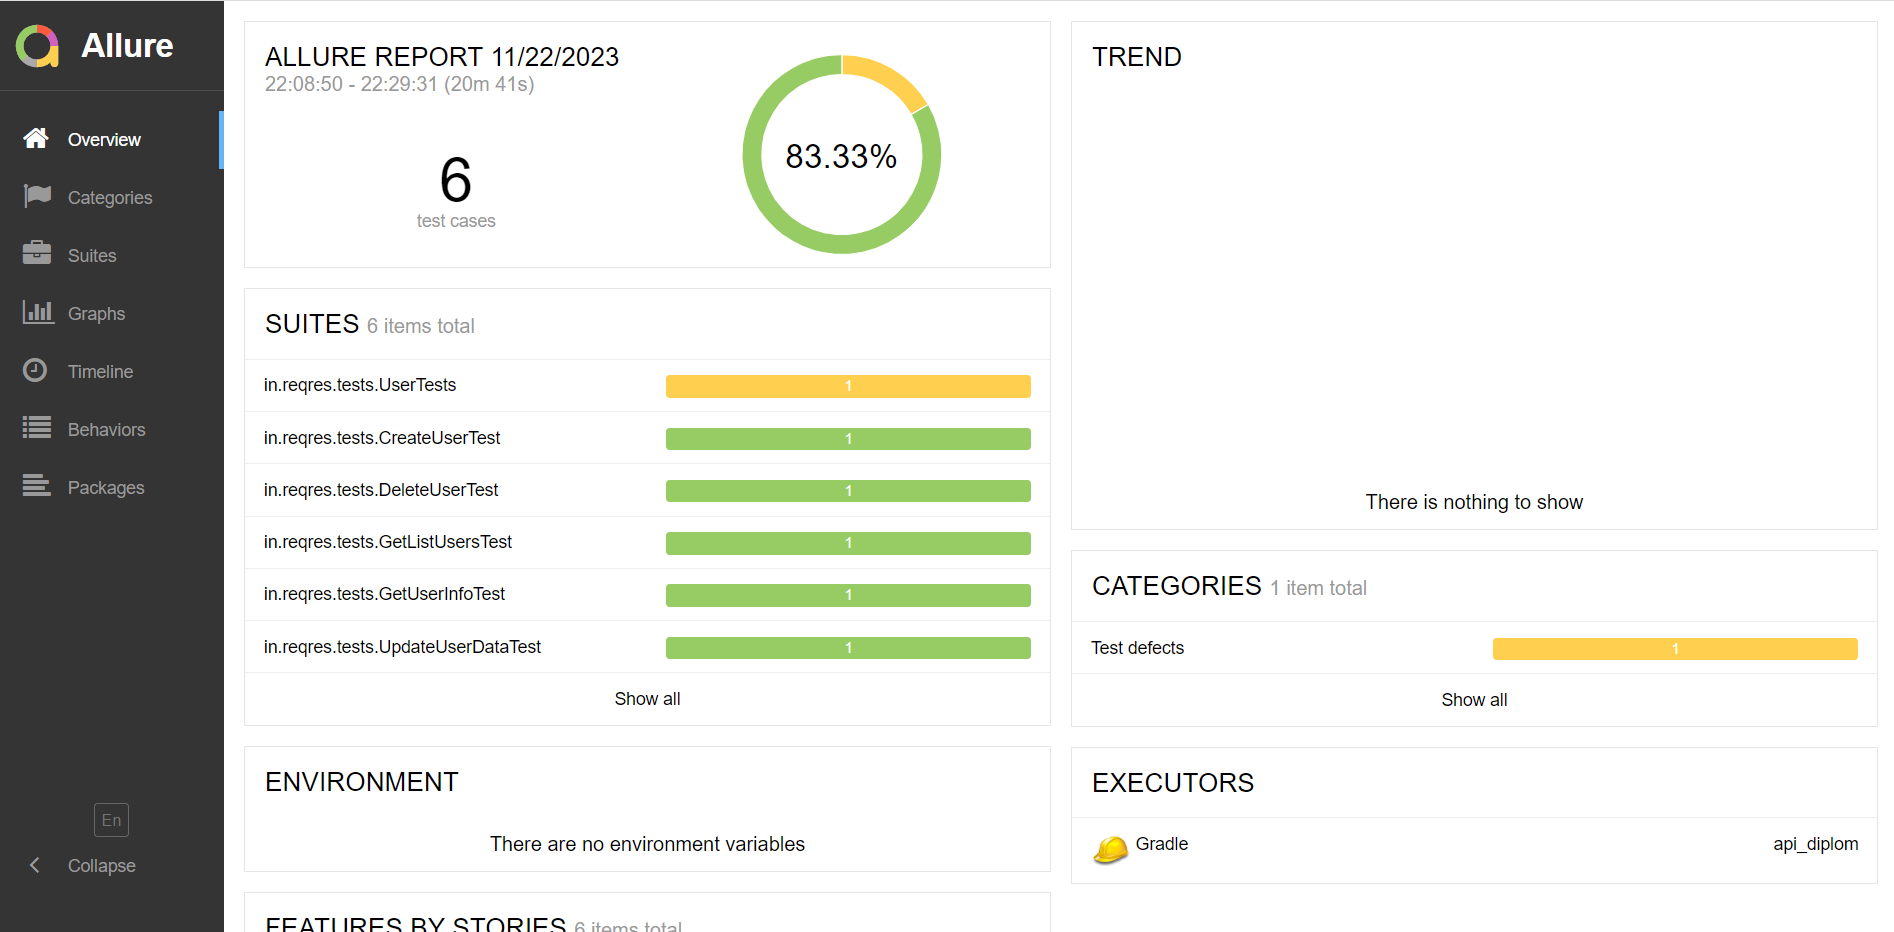 Allure
Overview
Categories
Suites
Graphs
Timeline
Behaviors
Packages
En
Collapse
ALLURE REPORT 11/22/2023
22:08:50 - 22:29:31 (20m 41s)
6
test cases
83.33%
SUITES 6 items total
in.reqres.tests.UserTests 1
in.reqres.tests.CreateUserTest 1
in.reqres.tests.DeleteUserTest 1
in.reqres.tests.GetListUsersTest 1
in.reqres.tests.GetUserInfoTest 1
in.reqres.tests.UpdateUserDataTest 1
Show all
ENVIRONMENT
There are no environment variables
FEATURES BY STORIES 6 items total
TREND
There is nothing to show
CATEGORIES 1 item total
Test defects 1
Show all
EXECUTORS
Gradle api_diplom